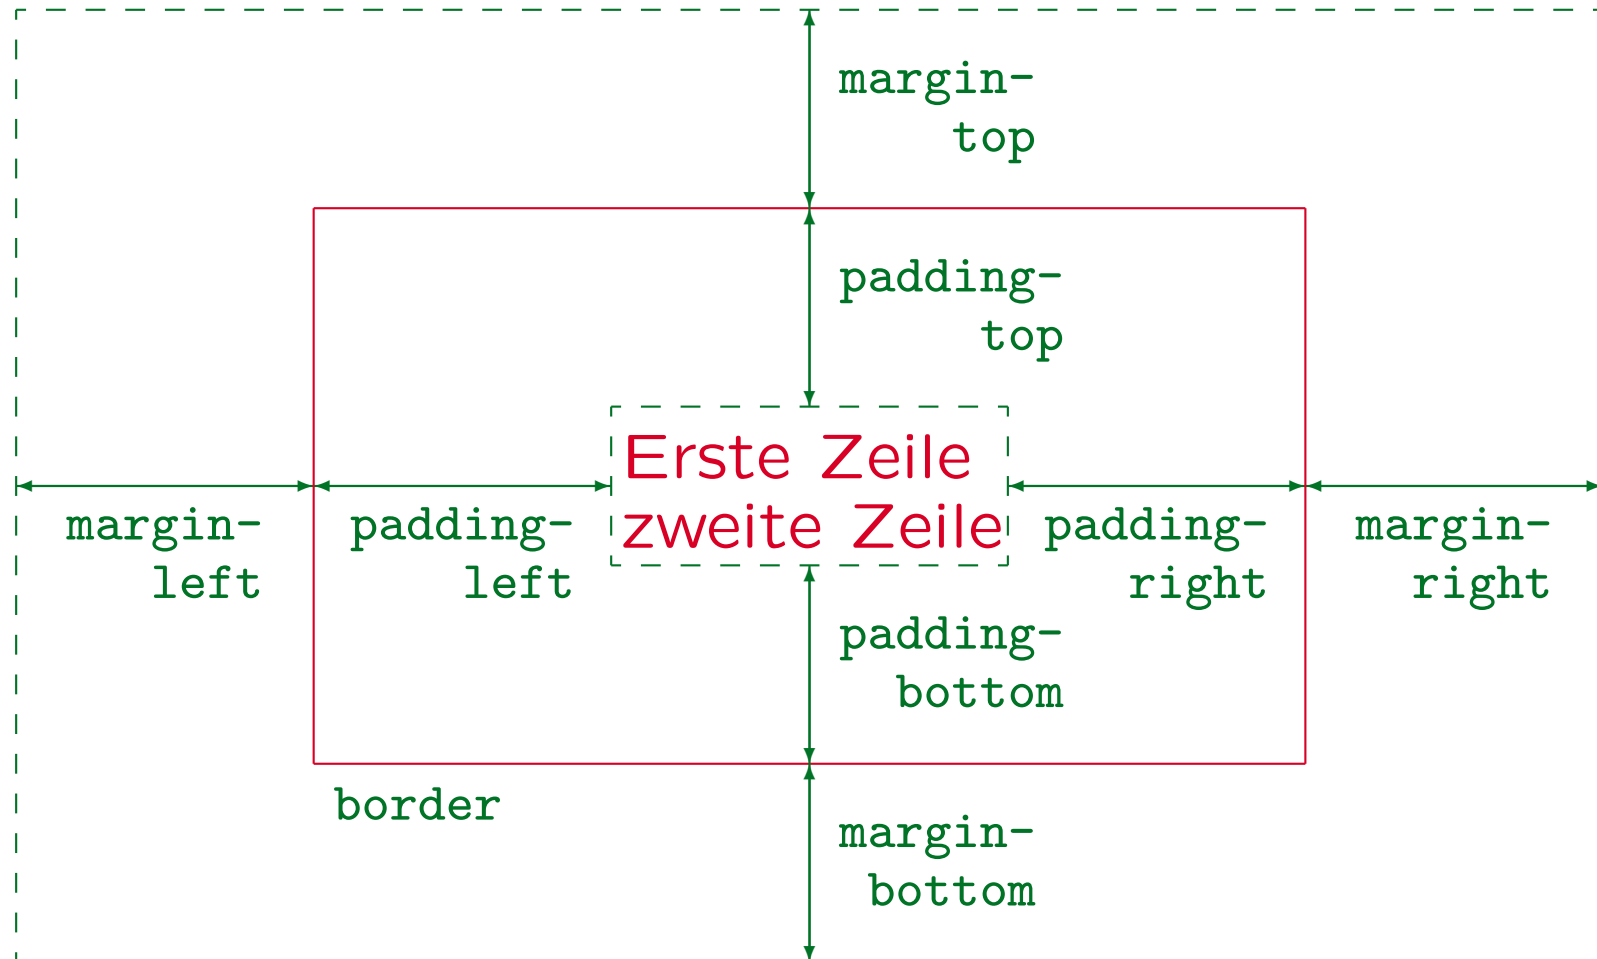 margin-
top
padding-
top
Erste Zeile
zweite Zeile
margin-
left
padding-
left
padding-
right
margin-
right
padding-
bottom
border
margin-
bottom